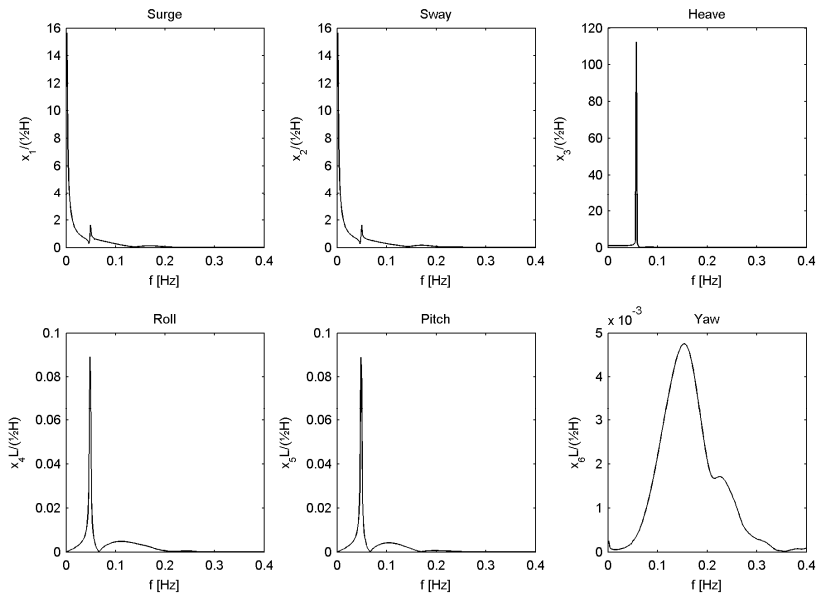 Surge
16
14
12
10
8
6
4
2
0
x1/(½H)
0 0.1 0.2 0.3 0.4
f [Hz]
Sway
16
14
12
10
8
6
4
2
0
x2/(½H)
0 0.1 0.2 0.3 0.4
f [Hz]
Heave
120
100
80
60
40
20
0
x3/(½H)
0 0.1 0.2 0.3 0.4
f [Hz]
Roll
0.1
0.08
0.06
0.04
0.02
0
x4L/(½H)
0 0.1 0.2 0.3 0.4
f [Hz]
Pitch
0.1
0.08
0.06
0.04
0.02
0
x5L/(½H)
0 0.1 0.2 0.3 0.4
f [Hz]
Yaw
x 10-3
5
4
3
2
1
0
x6L/(½H)
0 0.1 0.2 0.3 0.4
f [Hz]